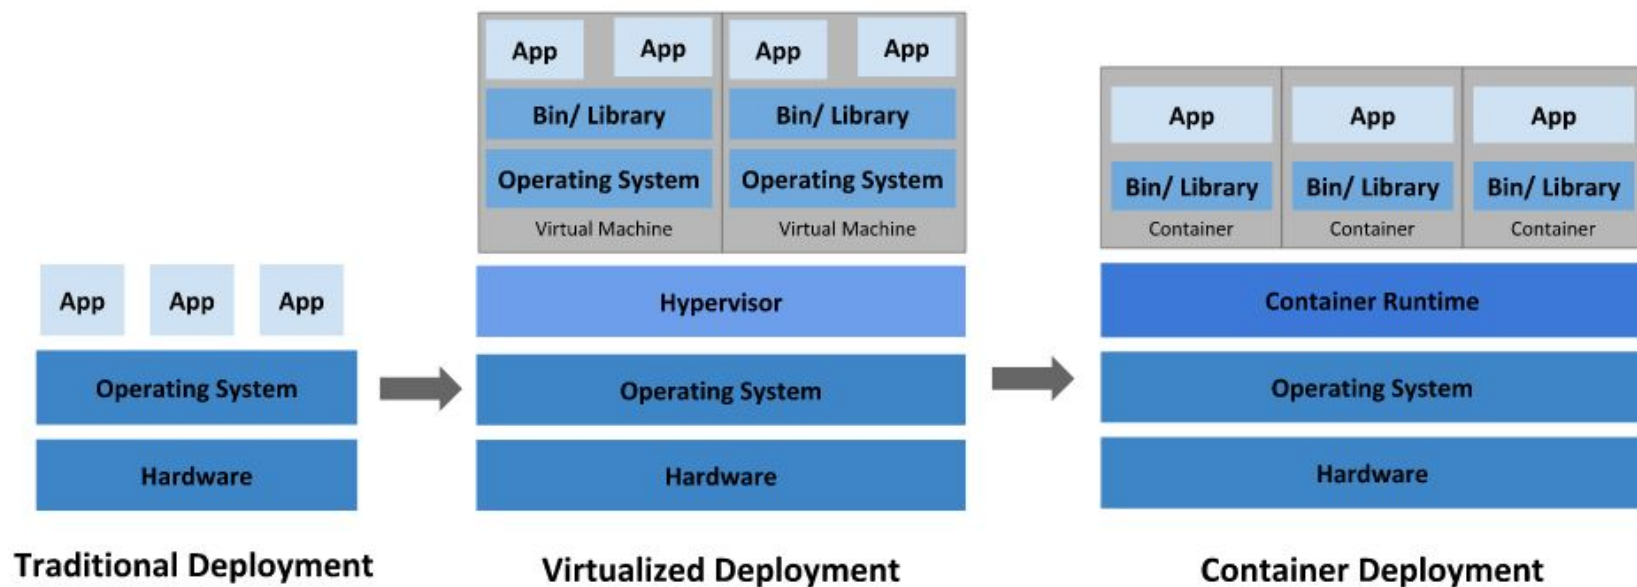 App App App
Operating System
Hardware
Traditional Deployment
App App App App
Bin/ Library Bin/ Library
Operating System Operating System
Virtual Machine Virtual Machine
Hypervisor
Operating System
Hardware
Virtualized Deployment
App App App
Bin/ Library Bin/ Library Bin/ Library
Container Container Container
Container Runtime
Operating System
Hardware
Container Deployment